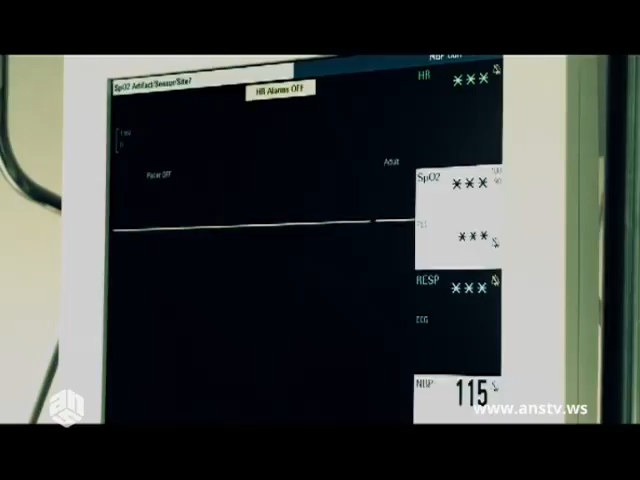 SpO2 Artifact/Sensor/Site?
HR Alarms OFF
HR
***
Pacer OFF
Adult
SpO2
***
***
RESP
***
ECG
NBP
115
www.anstv.ws
ans